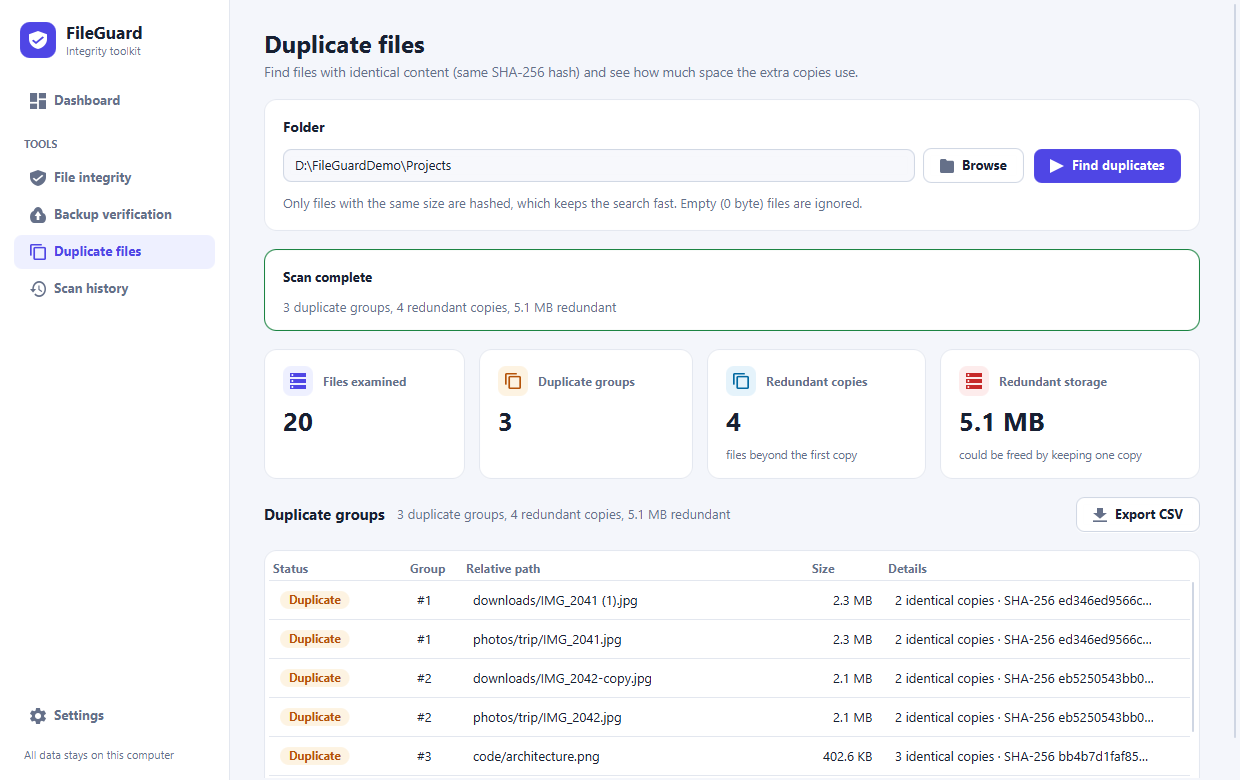 FileGuard
Integrity toolkit
Dashboard
TOOLS
File integrity
Backup verification
Duplicate files
Scan history
Settings
All data stays on this computer
Duplicate files
Find files with identical content (same SHA-256 hash) and see how much space the extra copies use.
Folder
D:\FileGuardDemo\Projects
Browse
Find duplicates
Only files with the same size are hashed, which keeps the search fast. Empty (0 byte) files are ignored.
Scan complete
3 duplicate groups, 4 redundant copies, 5.1 MB redundant
Files examined
20
Duplicate groups
3
Redundant copies
4
files beyond the first copy
Redundant storage
5.1 MB
could be freed by keeping one copy
Duplicate groups 3 duplicate groups, 4 redundant copies, 5.1 MB redundant
Export CSV
Status Group Relative path Size Details
Duplicate #1 downloads/IMG_2041 (1).jpg 2.3 MB 2 identical copies · SHA-256 ed346ed9566c...
Duplicate #1 photos/trip/IMG_2041.jpg 2.3 MB 2 identical copies · SHA-256 ed346ed9566c...
Duplicate #2 downloads/IMG_2042-copy.jpg 2.1 MB 2 identical copies · SHA-256 eb5250543bb0...
Duplicate #2 photos/trip/IMG_2042.jpg 2.1 MB 2 identical copies · SHA-256 eb5250543bb0...
Duplicate #3 code/architecture.png 402.6 KB 3 identical copies · SHA-256 bb4b7d1faf85...